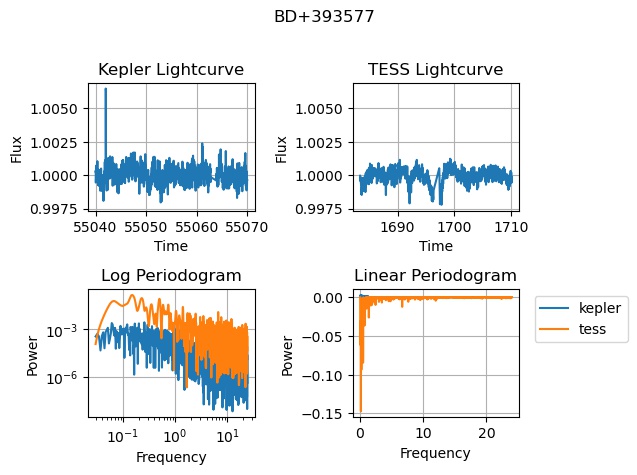 BD+393577
Kepler Lightcurve
TESS Lightcurve
Flux
1.0050
1.0025
1.0000
0.9975
55040
55050
55060
55070
Time
Flux
1.0050
1.0025
1.0000
0.9975
1690
1700
1710
Time
Log Periodogram
Linear Periodogram
Power
10⁻³
10⁻⁶
10⁻¹
10⁰
10¹
Frequency
Power
0.00
−0.05
−0.10
−0.15
0
10
20
Frequency
kepler
tess